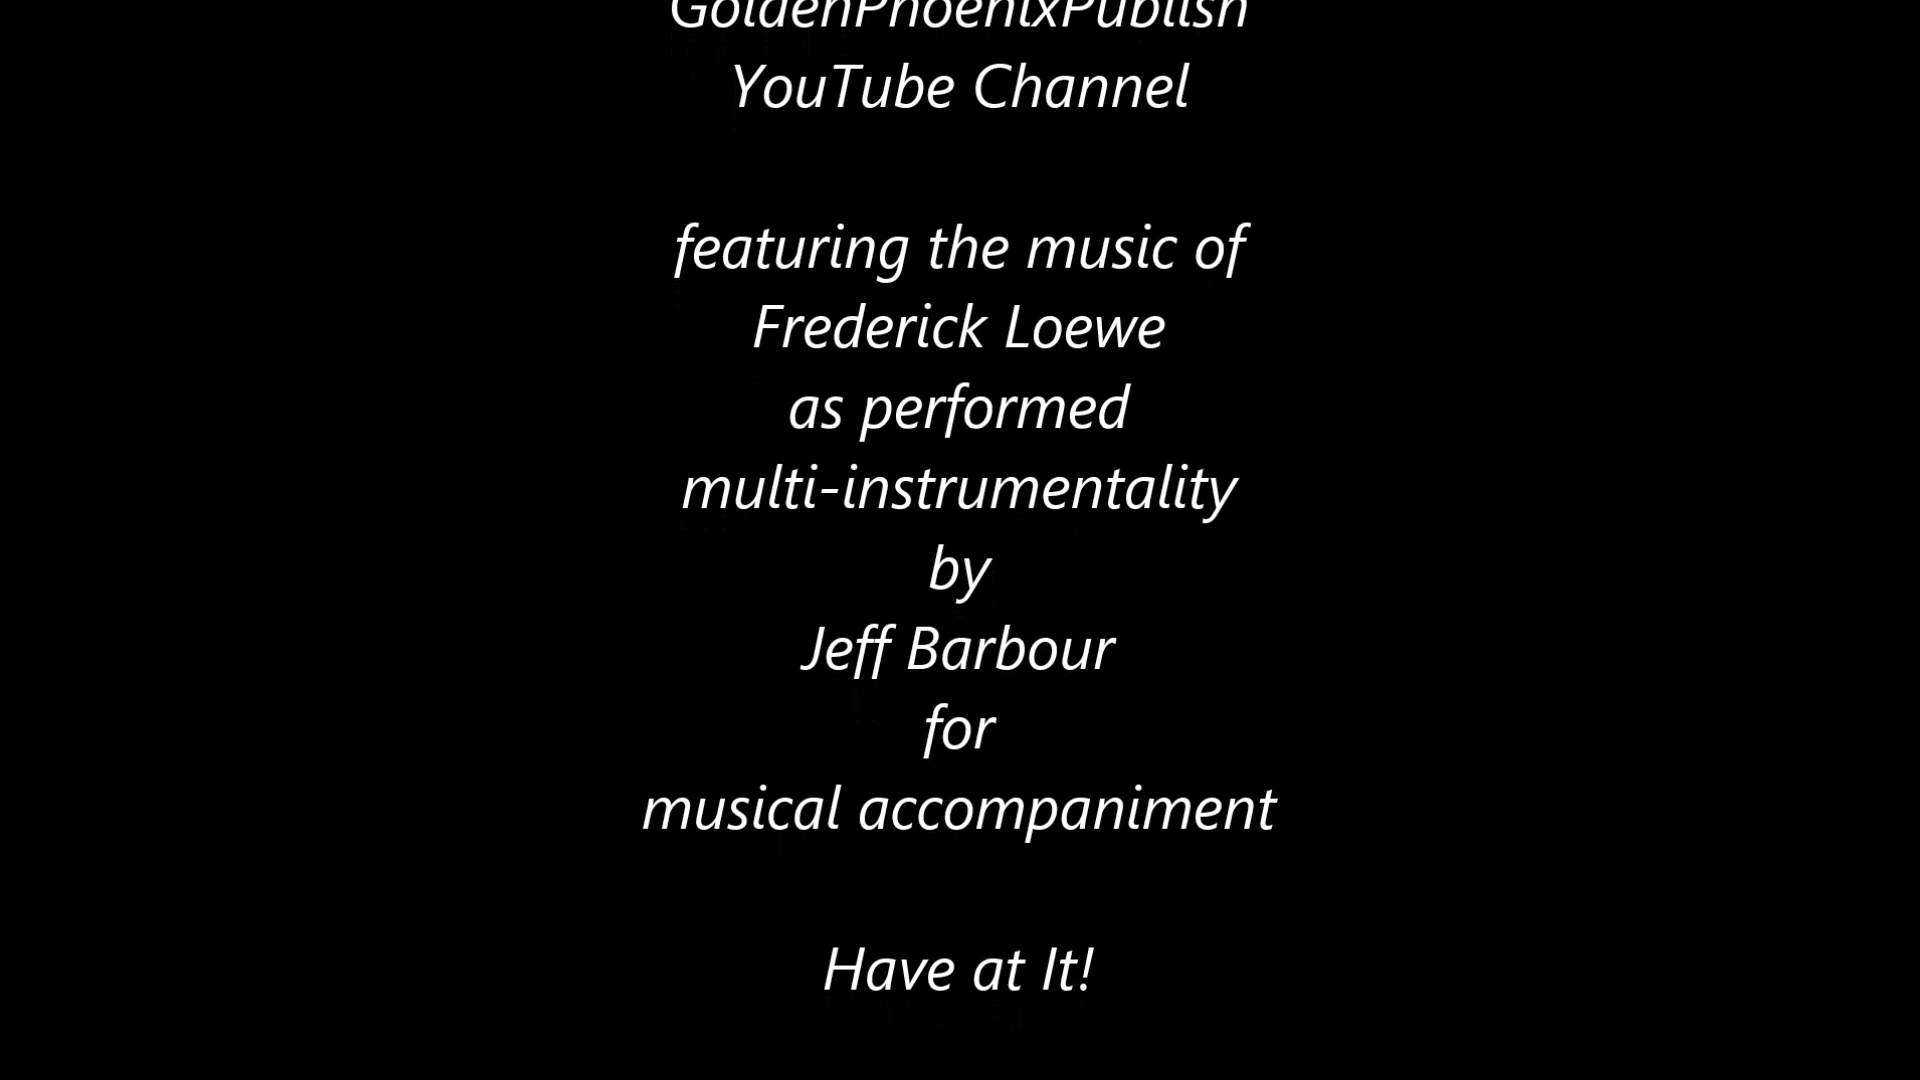 GoldenPhoenixPublish
YouTube Channel
featuring the music of
Frederick Loewe
as performed
multi-instrumentality
by
Jeff Barbour
for
musical accompaniment
Have at It!